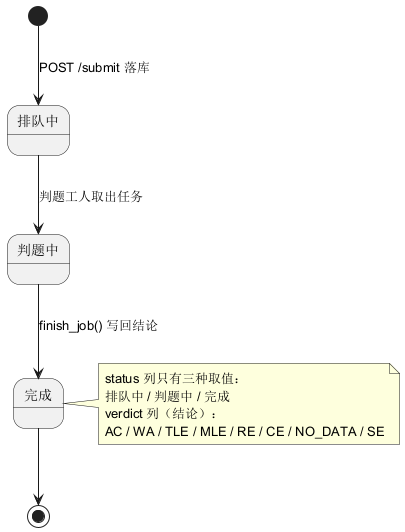 POST /submit 落库
排队中
判题工人取出任务
判题中
finish_job() 写回结论
完成
status 列只有三种取值：
排队中 / 判题中 / 完成
verdict 列（结论）：
AC / WA / TLE / MLE / RE / CE / NO_DATA / SE